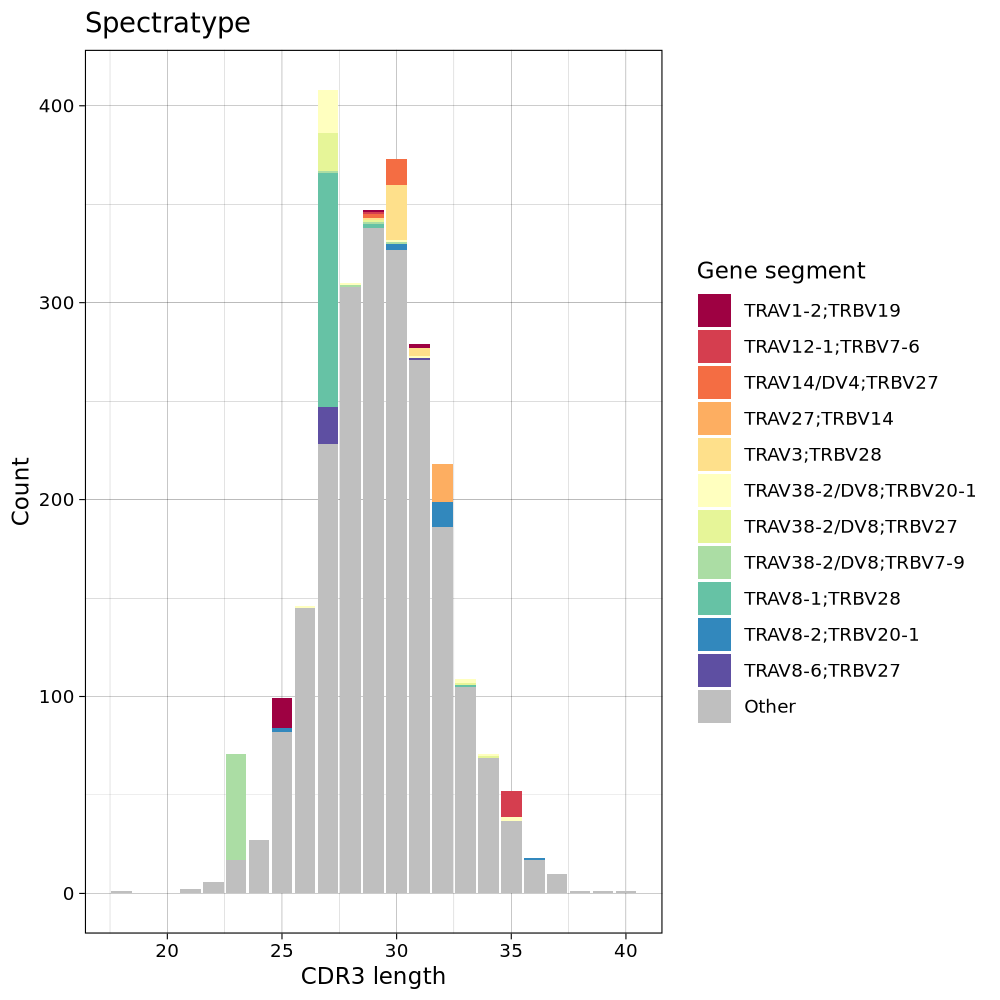 Spectratype
Count
400
300
200
100
0
20 25 30 35 40
CDR3 length
Gene segment
TRAV1-2;TRBV19
TRAV12-1;TRBV7-6
TRAV14/DV4;TRBV27
TRAV27;TRBV14
TRAV3;TRBV28
TRAV38-2/DV8;TRBV20-1
TRAV38-2/DV8;TRBV27
TRAV38-2/DV8;TRBV7-9
TRAV8-1;TRBV28
TRAV8-2;TRBV20-1
TRAV8-6;TRBV27
Other